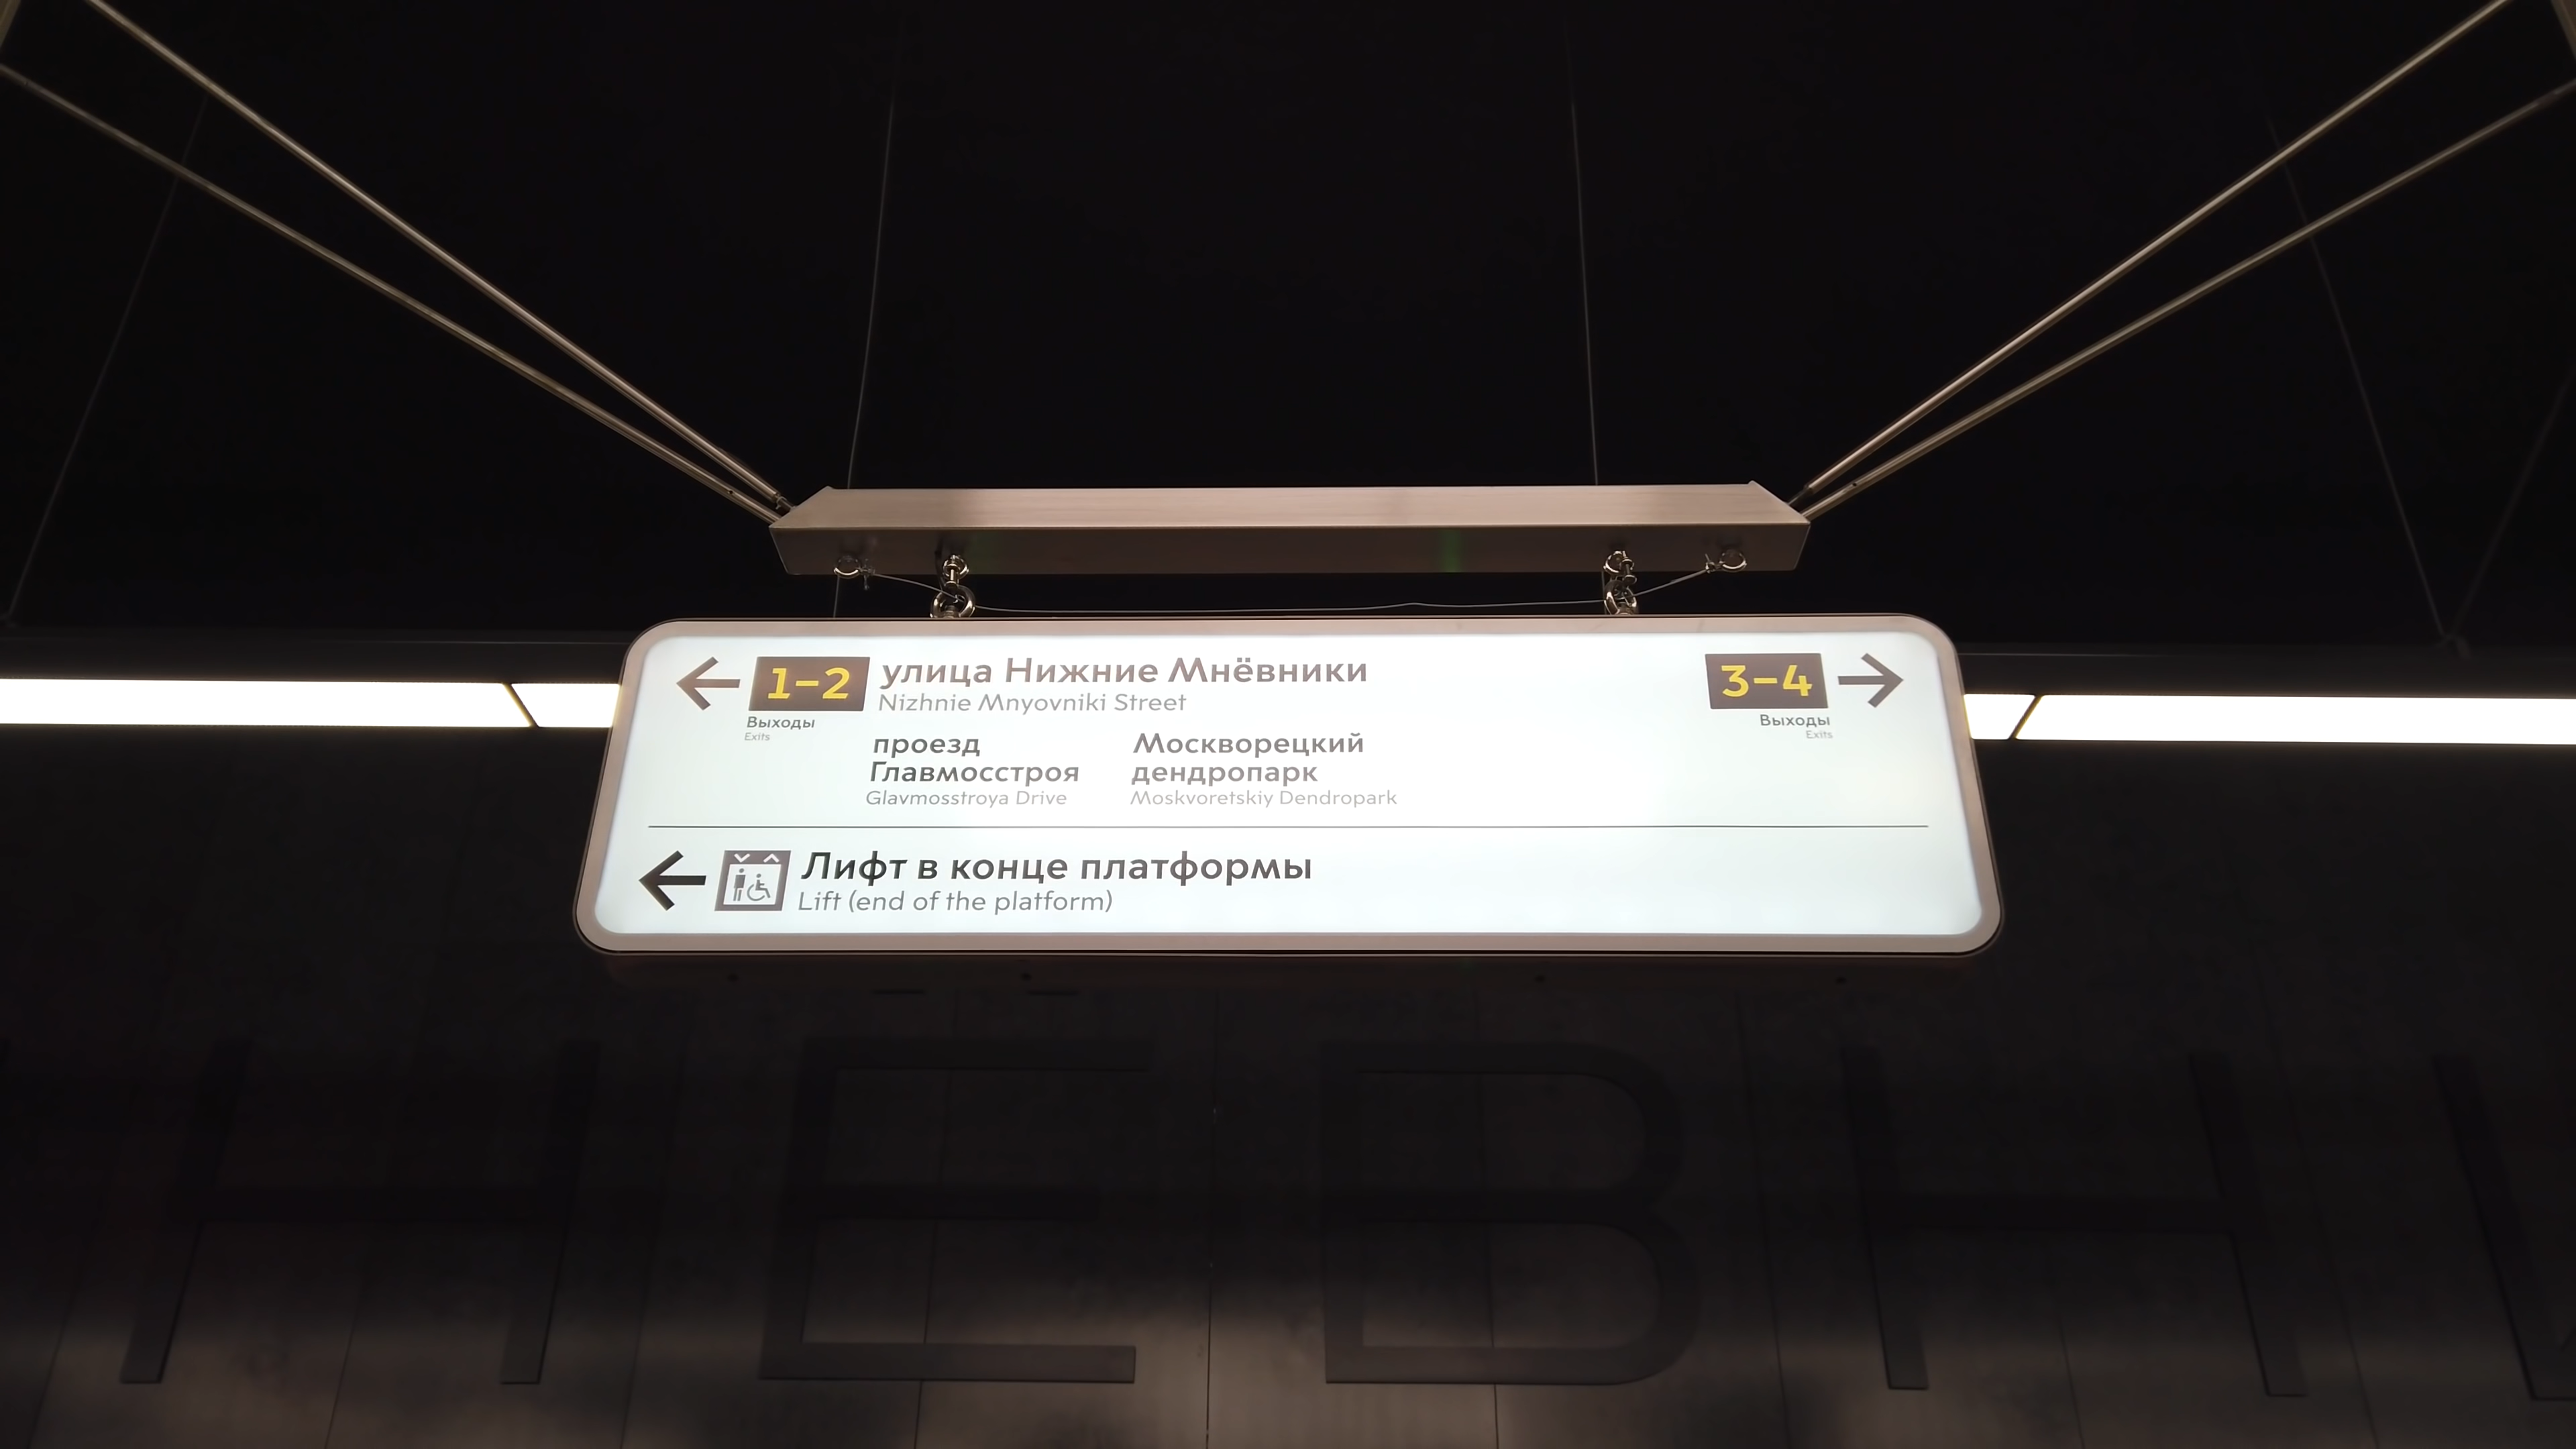 1-2 улица Нижние Мнёвники
Nizhnie Mnyovniki Street
Выходы
Exits
проезд
Главмосстроя
Glavmosstroya Drive
Москворецкий
дендропарк
Moskvoretskiy Dendropark
3-4
Выходы
Exits
Лифт в конце платформы
Lift (end of the platform)
НЕВНИ